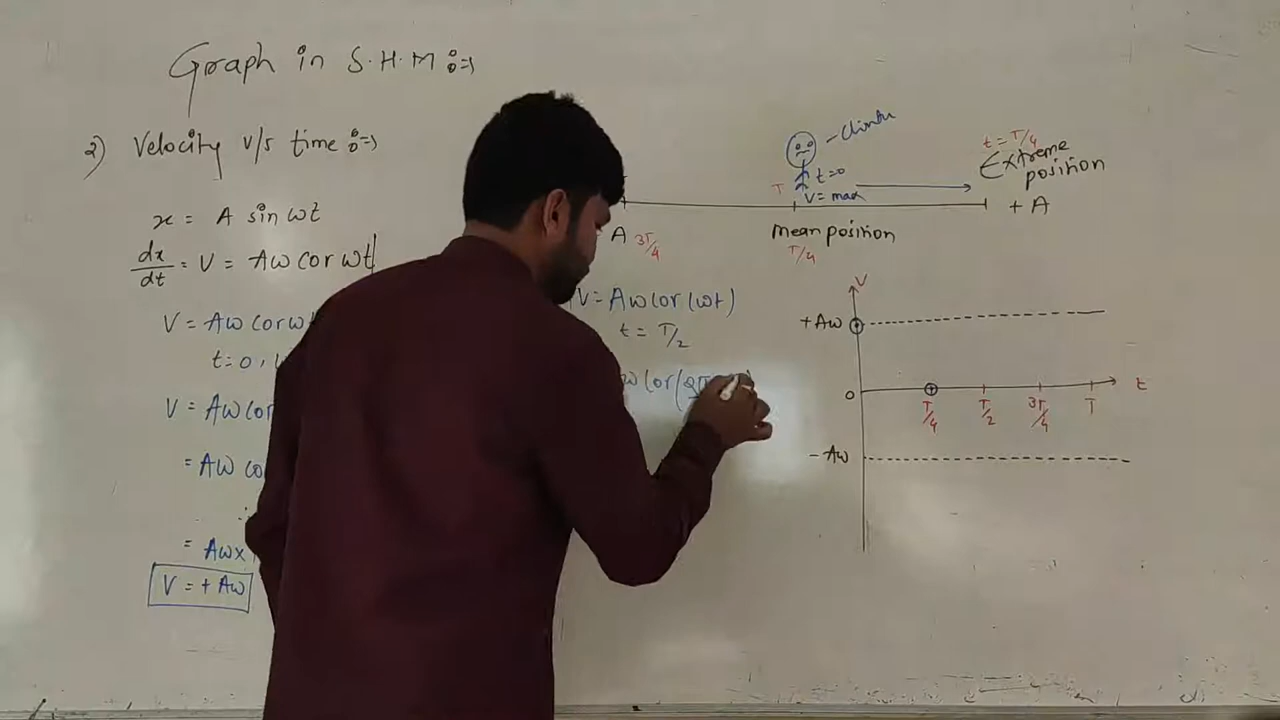 Graph in S.H.M :=>
2) Velocity v/s time :=>
x = A sin ωt
dx/dt = V = Aω cos ωt
V = Aω cos ω
t=0,
V = Aω cos
= Aω co
= Aω x
V = + Aω
t = T/4
Extreme position
t=0
T
V = max
+ A
A 3T/4
mean position
T/4
V = Aω cos (ωt)
t = T/2
ω cos (2π
V
+Aω
0
t
T/4 T/2 3T/4 T
- Aω